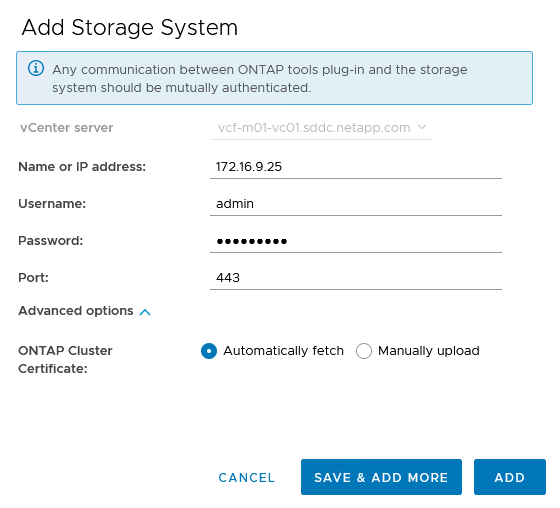 Add Storage System
Any communication between ONTAP tools plug-in and the storage
system should be mutually authenticated.
vCenter server vcf-m01-vc01.sddc.netapp.com
Name or IP address: 172.16.9.25
Username: admin
Password: ●●●●●●●●●
Port: 443
Advanced options
ONTAP Cluster Automatically fetch Manually upload
Certificate:
CANCEL SAVE & ADD MORE ADD